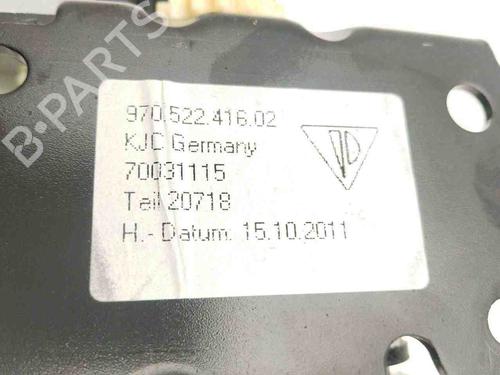 B-PARTS
970.522.416.02
KJC Germany
70031115
Teil 20718
H.- Datum. 15.10.2011